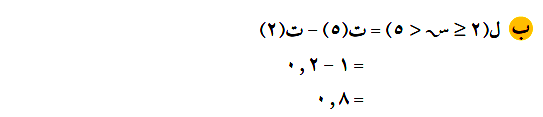 ب ل(٢ ≤ س < ٥) = ت(٥) − ت(٢)
= ١ − ٠,٢
= ٠,٨